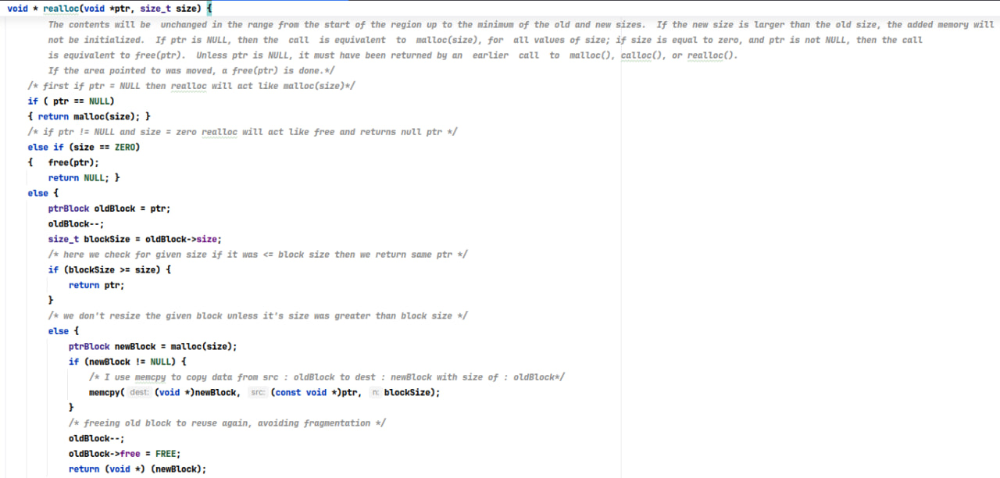 void * realloc(void *ptr, size_t size) {
The contents will be  unchanged in the range from the start of the region up to the minimum of the old and new sizes.  If the new size is larger than the old size, the added memory will
not be initialized.  If ptr is NULL, then the  call  is equivalent  to  malloc(size), for  all values of size; if size is equal to zero, and ptr is not NULL, then the call
is equivalent to free(ptr).  Unless ptr is NULL, it must have been returned by an  earlier  call  to  malloc(), calloc(), or realloc().
If the area pointed to was moved, a free(ptr) is done.*/
/* first if ptr = NULL then realloc will act like malloc(size)*/
if ( ptr == NULL)
{ return malloc(size); }
/* if ptr != NULL and size = zero realloc will act like free and returns null ptr */
else if (size == ZERO)
{   free(ptr);
return NULL; }
else {
ptrBlock oldBlock = ptr;
oldBlock--;
size_t blockSize = oldBlock->size;
/* here we check for given size if it was <= block size then we return same ptr */
if (blockSize >= size) {
return ptr;
}
/* we don't resize the given block unless it's size was greater than block size */
else {
ptrBlock newBlock = malloc(size);
if (newBlock != NULL) {
/* I use memcpy to copy data from src : oldBlock to dest : newBlock with size of : oldBlock*/
memcpy( dest: (void *)newBlock,  src: (const void *)ptr,  n: blockSize);
}
/* freeing old block to reuse again, avoiding fragmentation */
oldBlock--;
oldBlock->free = FREE;
return (void *) (newBlock);